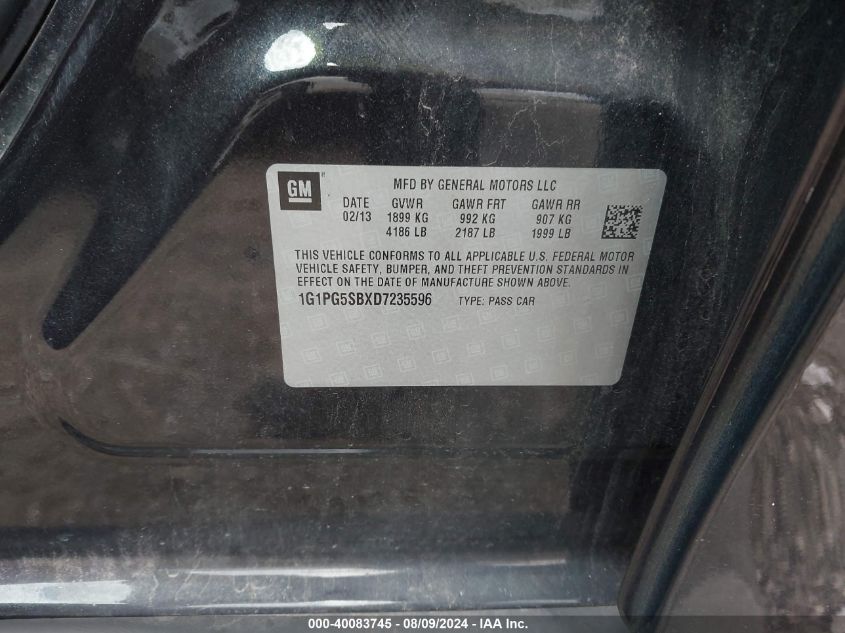 GM
MFD BY GENERAL MOTORS LLC
DATE GVWR GAWR FRT GAWR RR
02/13 1899 KG 992 KG 907 KG
4186 LB 2187 LB 1999 LB
THIS VEHICLE CONFORMS TO ALL APPLICABLE U.S. FEDERAL MOTOR
VEHICLE SAFETY, BUMPER, AND THEFT PREVENTION STANDARDS IN
EFFECT ON THE DATE OF MANUFACTURE SHOWN ABOVE.
1G1PG5SBXD7235596 TYPE: PASS CAR
000-40083745 - 08/09/2024 - IAAI.com